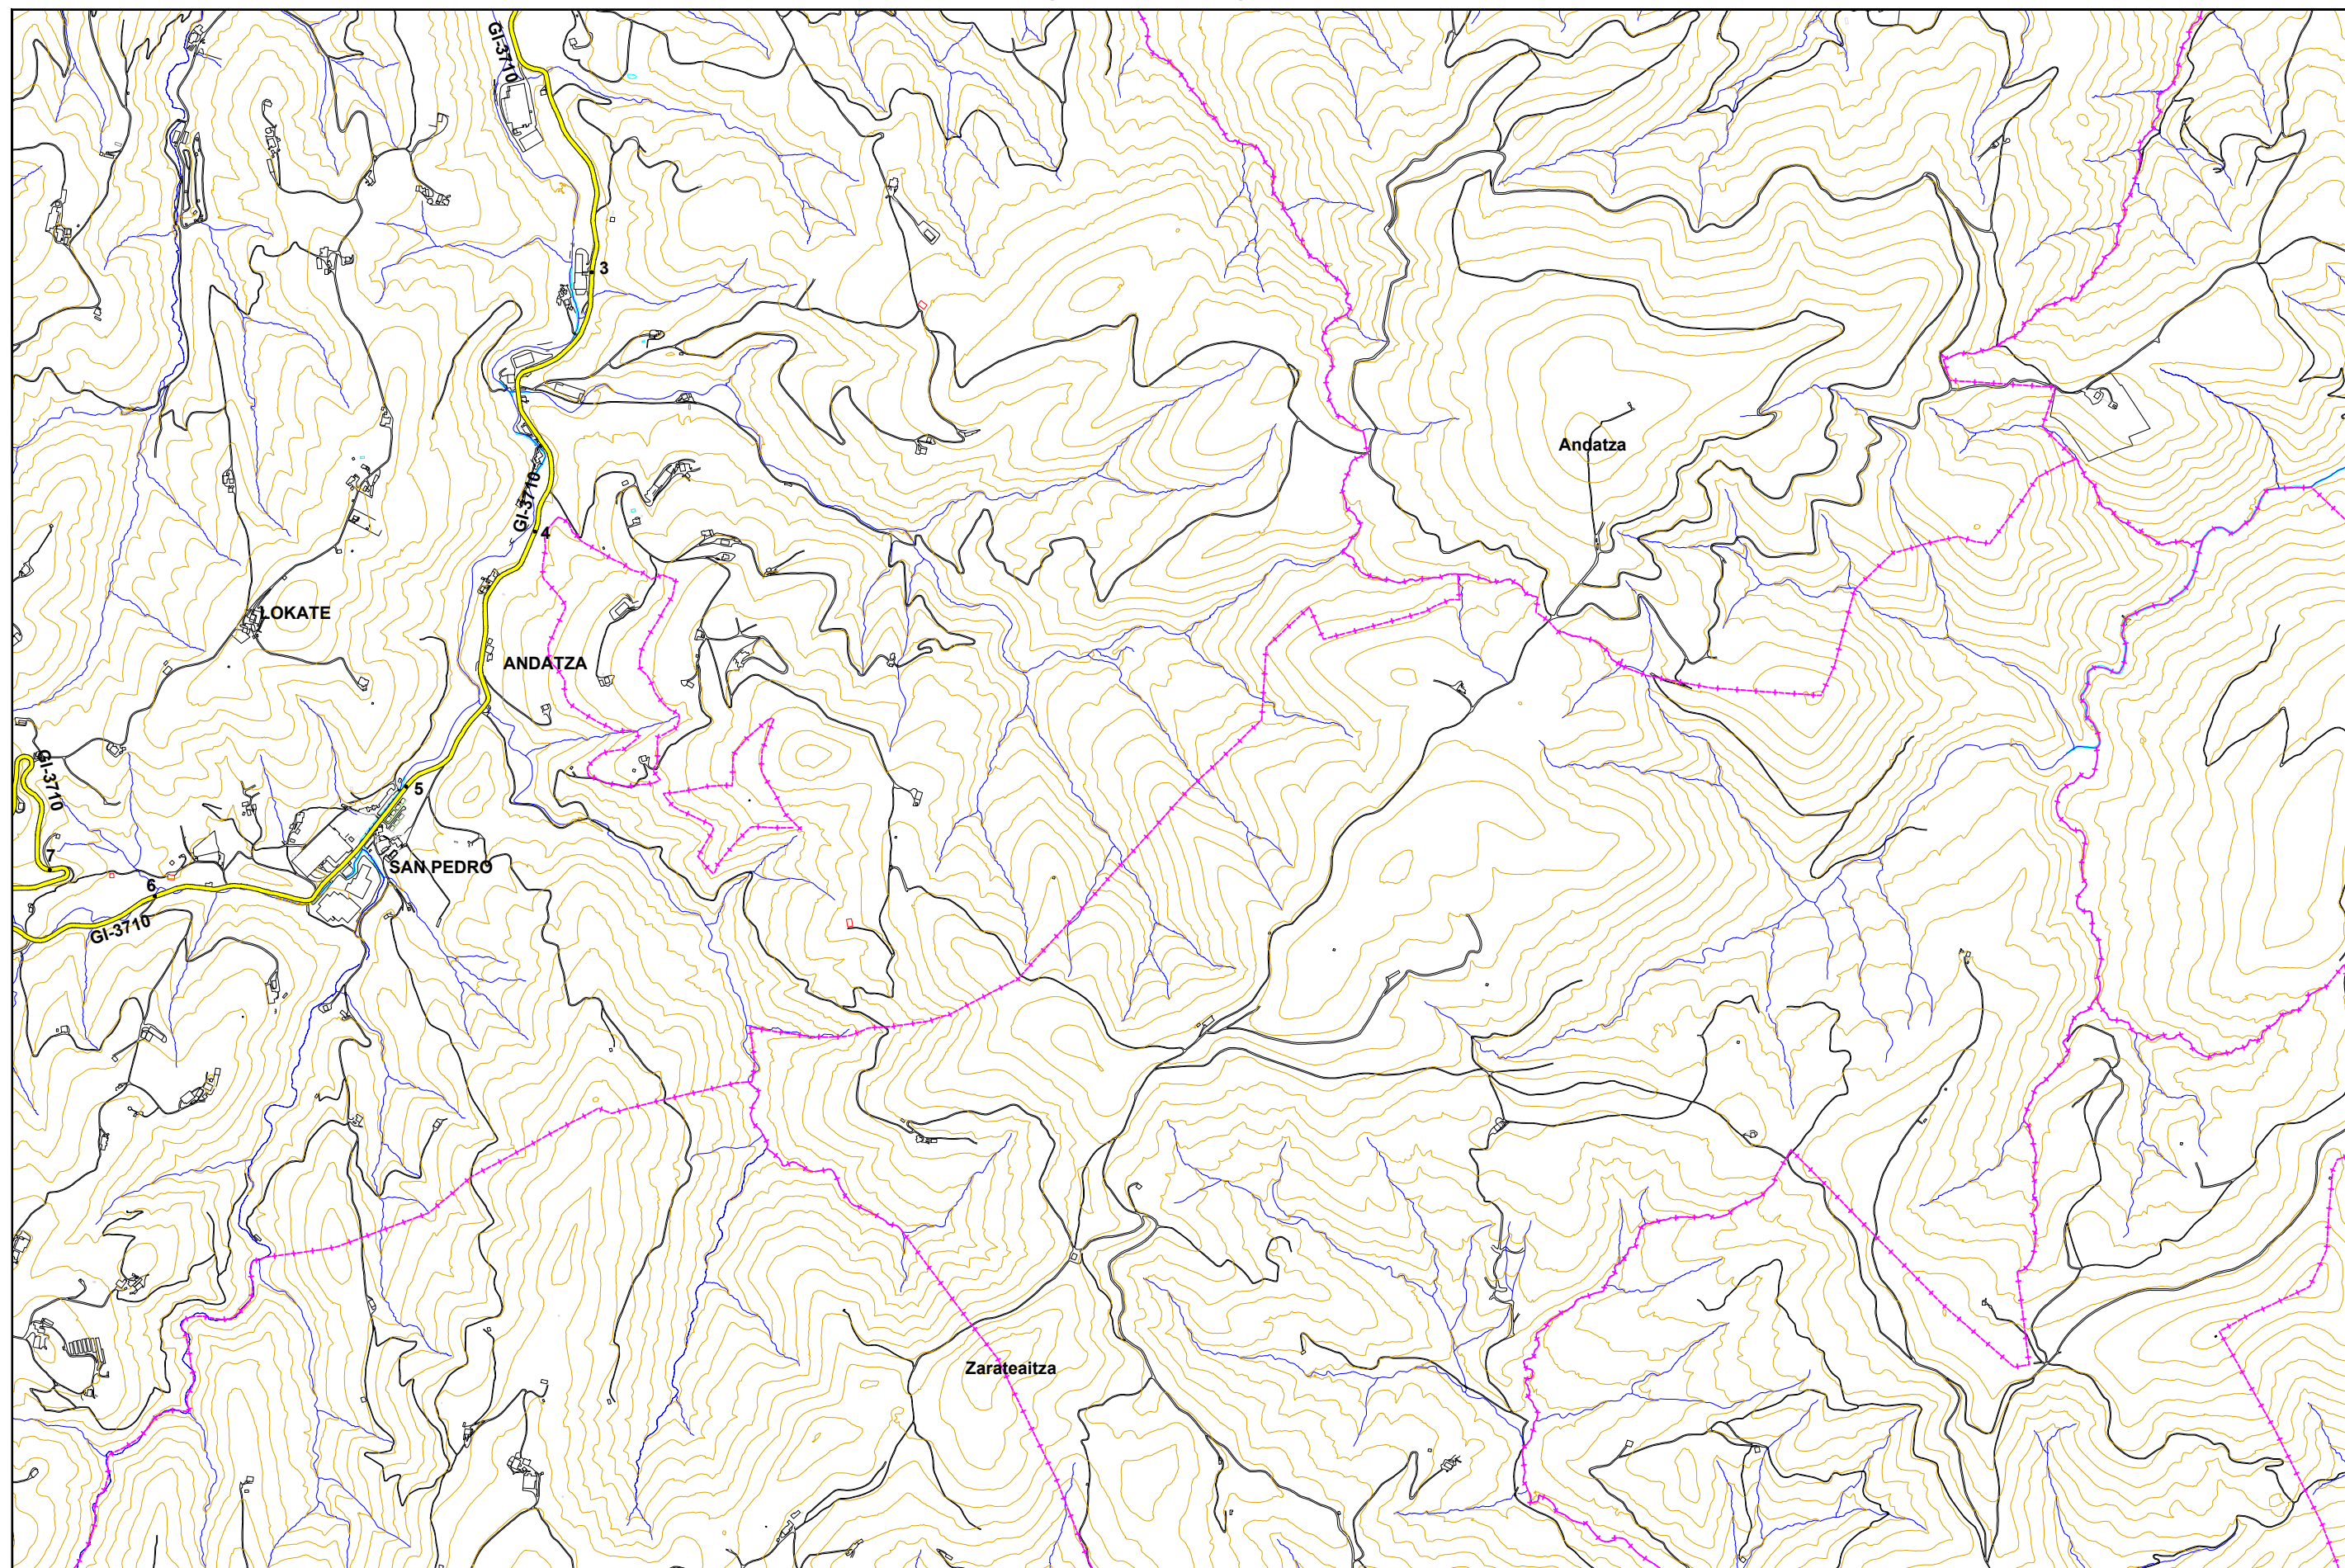 GI-3710
3
Andatza
GI-3710
4
LOKATE
ANDATZA
GI-3710
5
7
SAN PEDRO
6
GI-3710
Zarateaitza